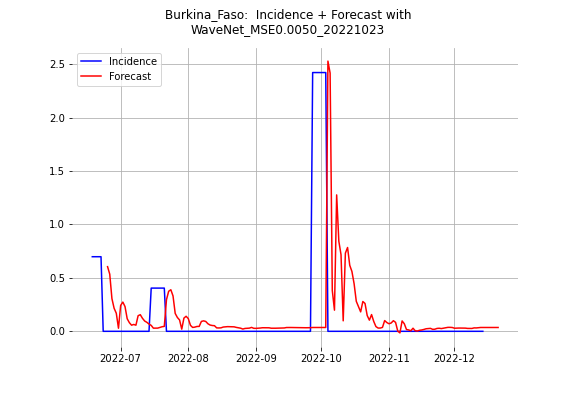 Burkina_Faso:  Incidence + Forecast with
WaveNet_MSE0.0050_20221023
Incidence
Forecast
2.5
2.0
1.5
1.0
0.5
0.0
2022-07 2022-08 2022-09 2022-10 2022-11 2022-12